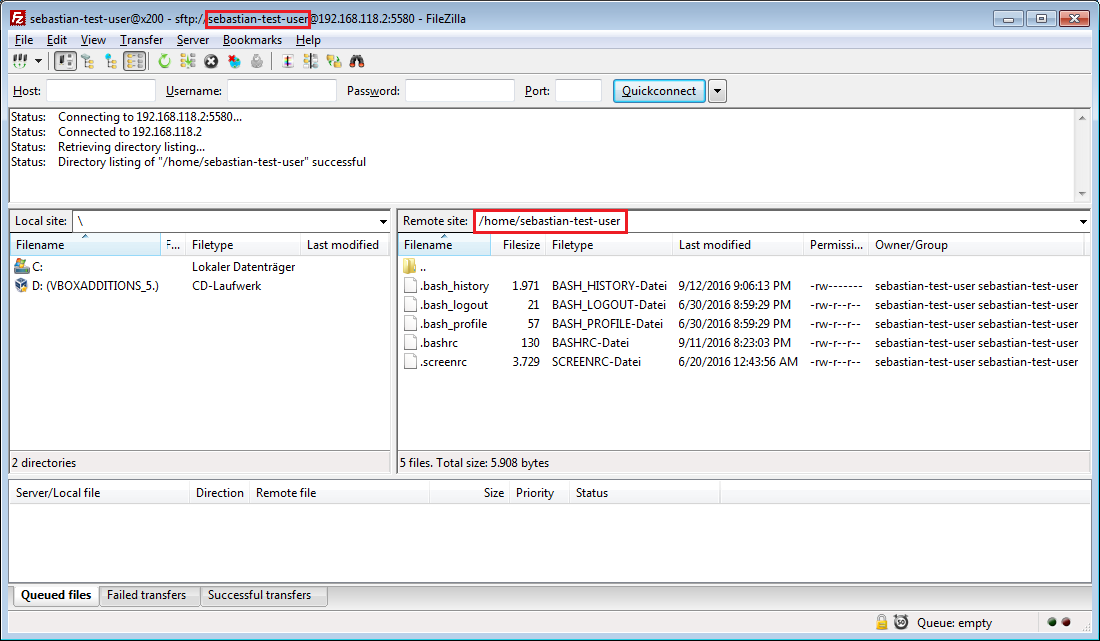 sebastian-test-user@x200 - sftp://sebastian-test-user@192.168.118.2:5580 - FileZilla
File Edit View Transfer Server Bookmarks Help
Host: Username: Password: Port: Quickconnect
Status: Connecting to 192.168.118.2:5580...
Status: Connected to 192.168.118.2
Status: Retrieving directory listing...
Status: Directory listing of "/home/sebastian-test-user" successful
Local site: \
Filename F... Filetype Last modified
C: Lokaler Datenträger
D: (VBOXADDITIONS_5.) CD-Laufwerk
2 directories
Remote site: /home/sebastian-test-user
Filename Filesize Filetype Last modified Permissi... Owner/Group
..
.bash_history 1.971 BASH_HISTORY-Datei 9/12/2016 9:06:13 PM -rw------- sebastian-test-user sebastian-test-user
.bash_logout 21 BASH_LOGOUT-Datei 6/30/2016 8:59:29 PM -rw-r--r-- sebastian-test-user sebastian-test-user
.bash_profile 57 BASH_PROFILE-Datei 6/30/2016 8:59:29 PM -rw-r--r-- sebastian-test-user sebastian-test-user
.bashrc 130 BASHRC-Datei 9/11/2016 8:23:03 PM -rw-r--r-- sebastian-test-user sebastian-test-user
.screenrc 3.729 SCREENRC-Datei 6/20/2016 12:43:56 AM -rw-r--r-- sebastian-test-user sebastian-test-user
5 files. Total size: 5.908 bytes
Server/Local file Direction Remote file Size Priority Status
Queued files Failed transfers Successful transfers
Queue: empty